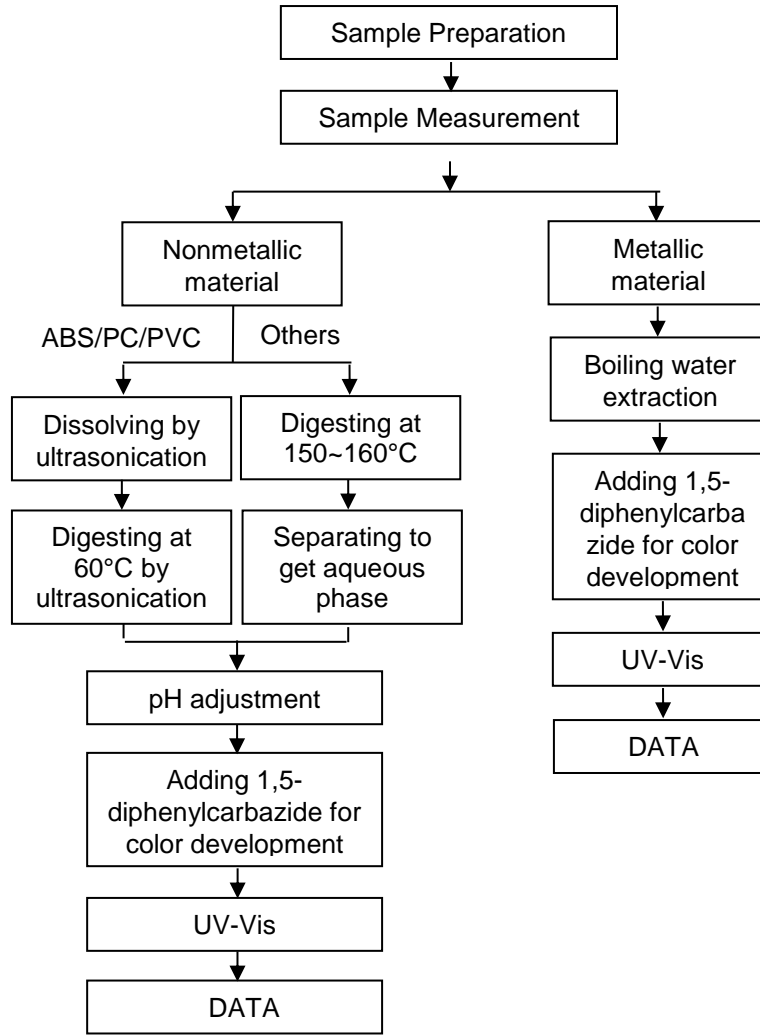 Sample Preparation
Sample Measurement
Nonmetallic
material
ABS/PC/PVC
Others
Dissolving by
ultrasonication
Digesting at
150~160°C
Digesting at
60°C by
ultrasonication
Separating to
get aqueous
phase
pH adjustment
Adding 1,5-
diphenylcarbazide for
color development
UV-Vis
DATA
Metallic
material
Boiling water
extraction
Adding 1,5-
diphenylcarba
zide for color
development
UV-Vis
DATA